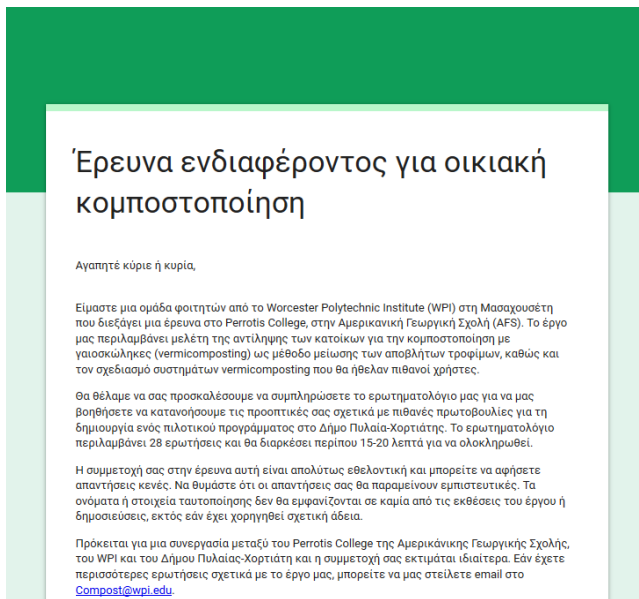 Έρευνα ενδιαφέροντος για οικιακή
κομποστοποίηση
Αγαπητέ κύριε ή κυρία,
Είμαστε μια ομάδα φοιτητών από το Worcester Polytechnic Institute (WPI) στη Μασαχουσέτη
που διεξάγει μια έρευνα στο Perrotis College, στην Αμερικανική Γεωργική Σχολή (AFS). Το έργο
μας περιλαμβάνει μελέτη της αντίληψης των κατοίκων για την κομποστοποίηση με
γαιοσκώληκες (vermicomposting) ως μέθοδο μείωσης των αποβλήτων τροφίμων, καθώς και
τον σχεδιασμό συστημάτων vermicomposting που θα ήθελαν πιθανοί χρήστες.
Θα θέλαμε να σας προσκαλέσουμε να συμπληρώσετε το ερωτηματολόγιο μας για να μας
βοηθήσετε να κατανοήσουμε τις προοπτικές σας σχετικά με πιθανές πρωτοβουλίες για τη
δημιουργία ενός πιλοτικού προγράμματος στο Δήμο Πυλαία-Χορτιάτης. Το ερωτηματολόγιο
περιλαμβάνει 28 ερωτήσεις και θα διαρκέσει περίπου 15-20 λεπτά για να ολοκληρωθεί.
Η συμμετοχή σας στην έρευνα αυτή είναι απολύτως εθελοντική και μπορείτε να αφήσετε
απαντήσεις κενές. Να θυμάστε ότι οι απαντήσεις σας θα παραμείνουν εμπιστευτικές. Τα
ονόματα ή στοιχεία ταυτοποίησης δεν θα εμφανίζονται σε καμία από τις εκθέσεις του έργου ή
δημοσιεύσεις, εκτός εάν έχει χορηγηθεί σχετική άδεια.
Πρόκειται για μια συνεργασία μεταξύ του Perrotis College της Αμερικάνικης Γεωργικής Σχολής,
του WPI και του Δήμου Πυλαίας-Χορτιάτη και η συμμετοχή σας εκτιμάται ιδιαίτερα. Εάν έχετε
περισσότερες ερωτήσεις σχετικά με το έργο μας, μπορείτε να μας στείλετε email στο
Compost@wpi.edu.